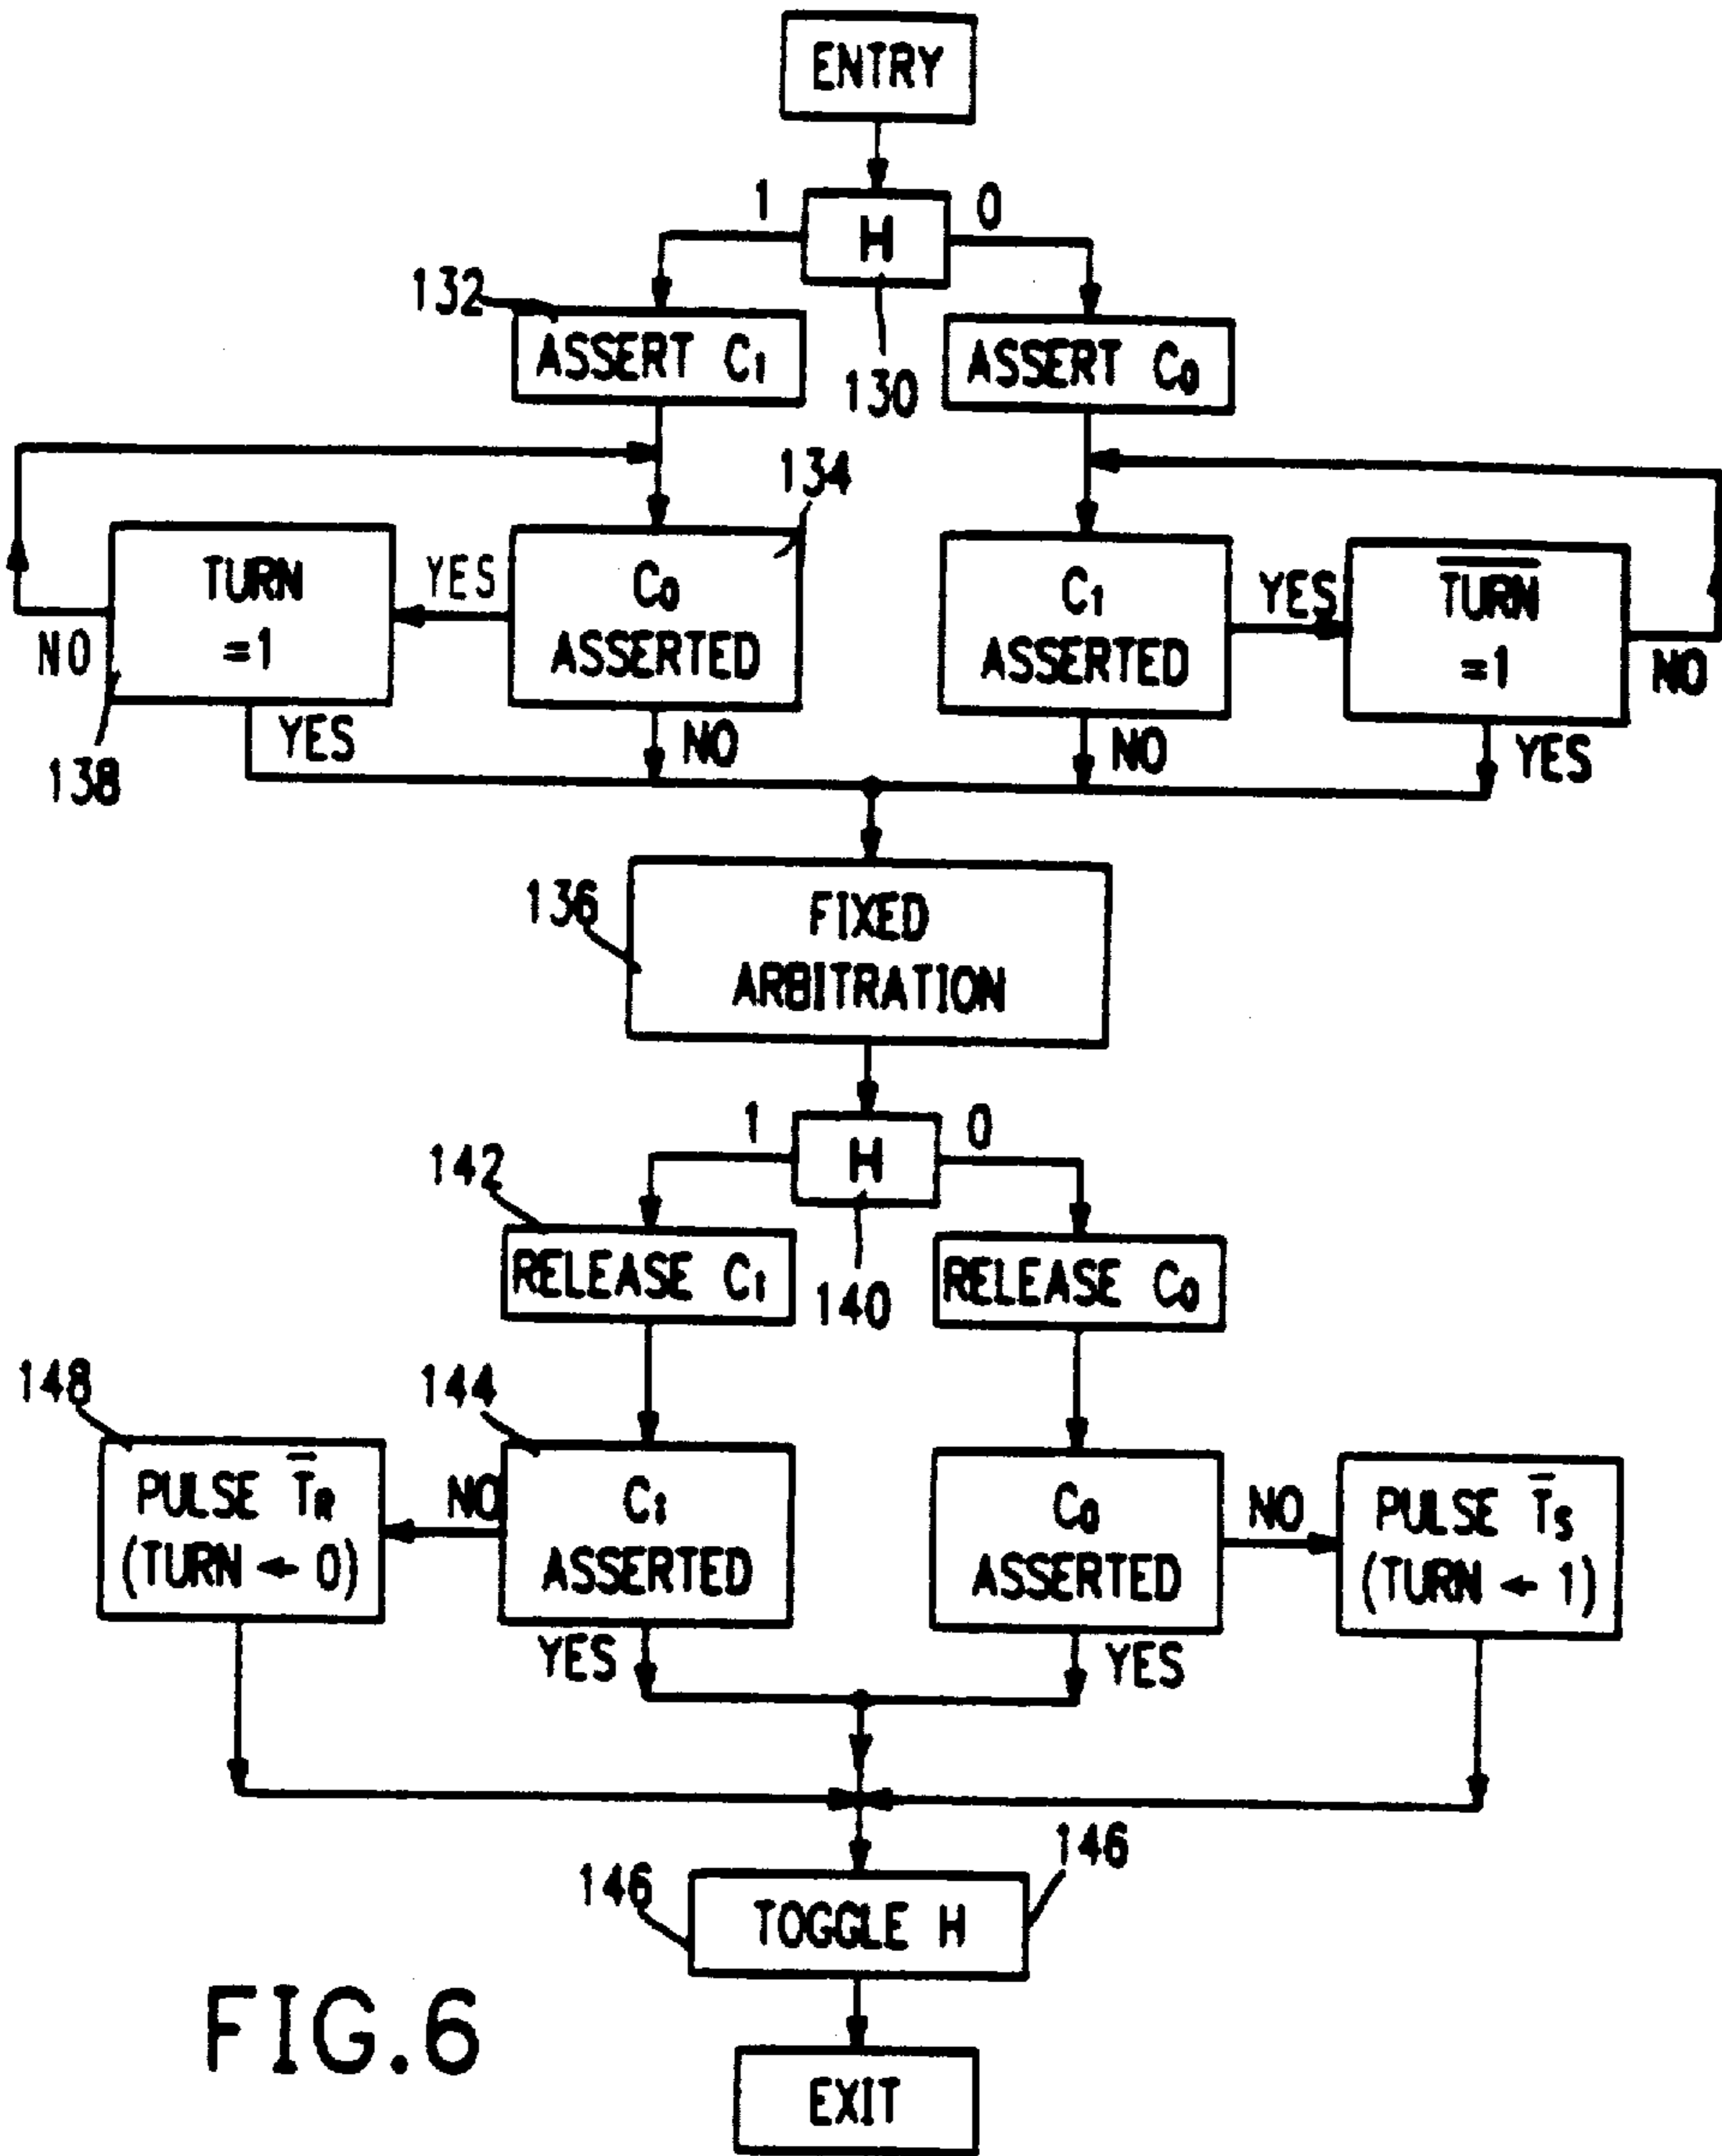 ENTRY
1
H
0
132
ASSERT C1
130
ASSERT C0
134
TURN
=1
YES
C0
ASSERTED
C1
ASSERTED
YES
T̅U̅R̅N̅
=1
NO
NO
138
YES
NO
NO
YES
136
FIXED
ARBITRATION
1
H
0
142
RELEASE C1
140
RELEASE C0
148
144
PULSE T̅R
(TURN ← 0)
NO
C1
ASSERTED
C0
ASSERTED
NO
PULSE T̅S
(TURN ← 1)
YES
YES
146
TOGGLE H
146
FIG.6
EXIT